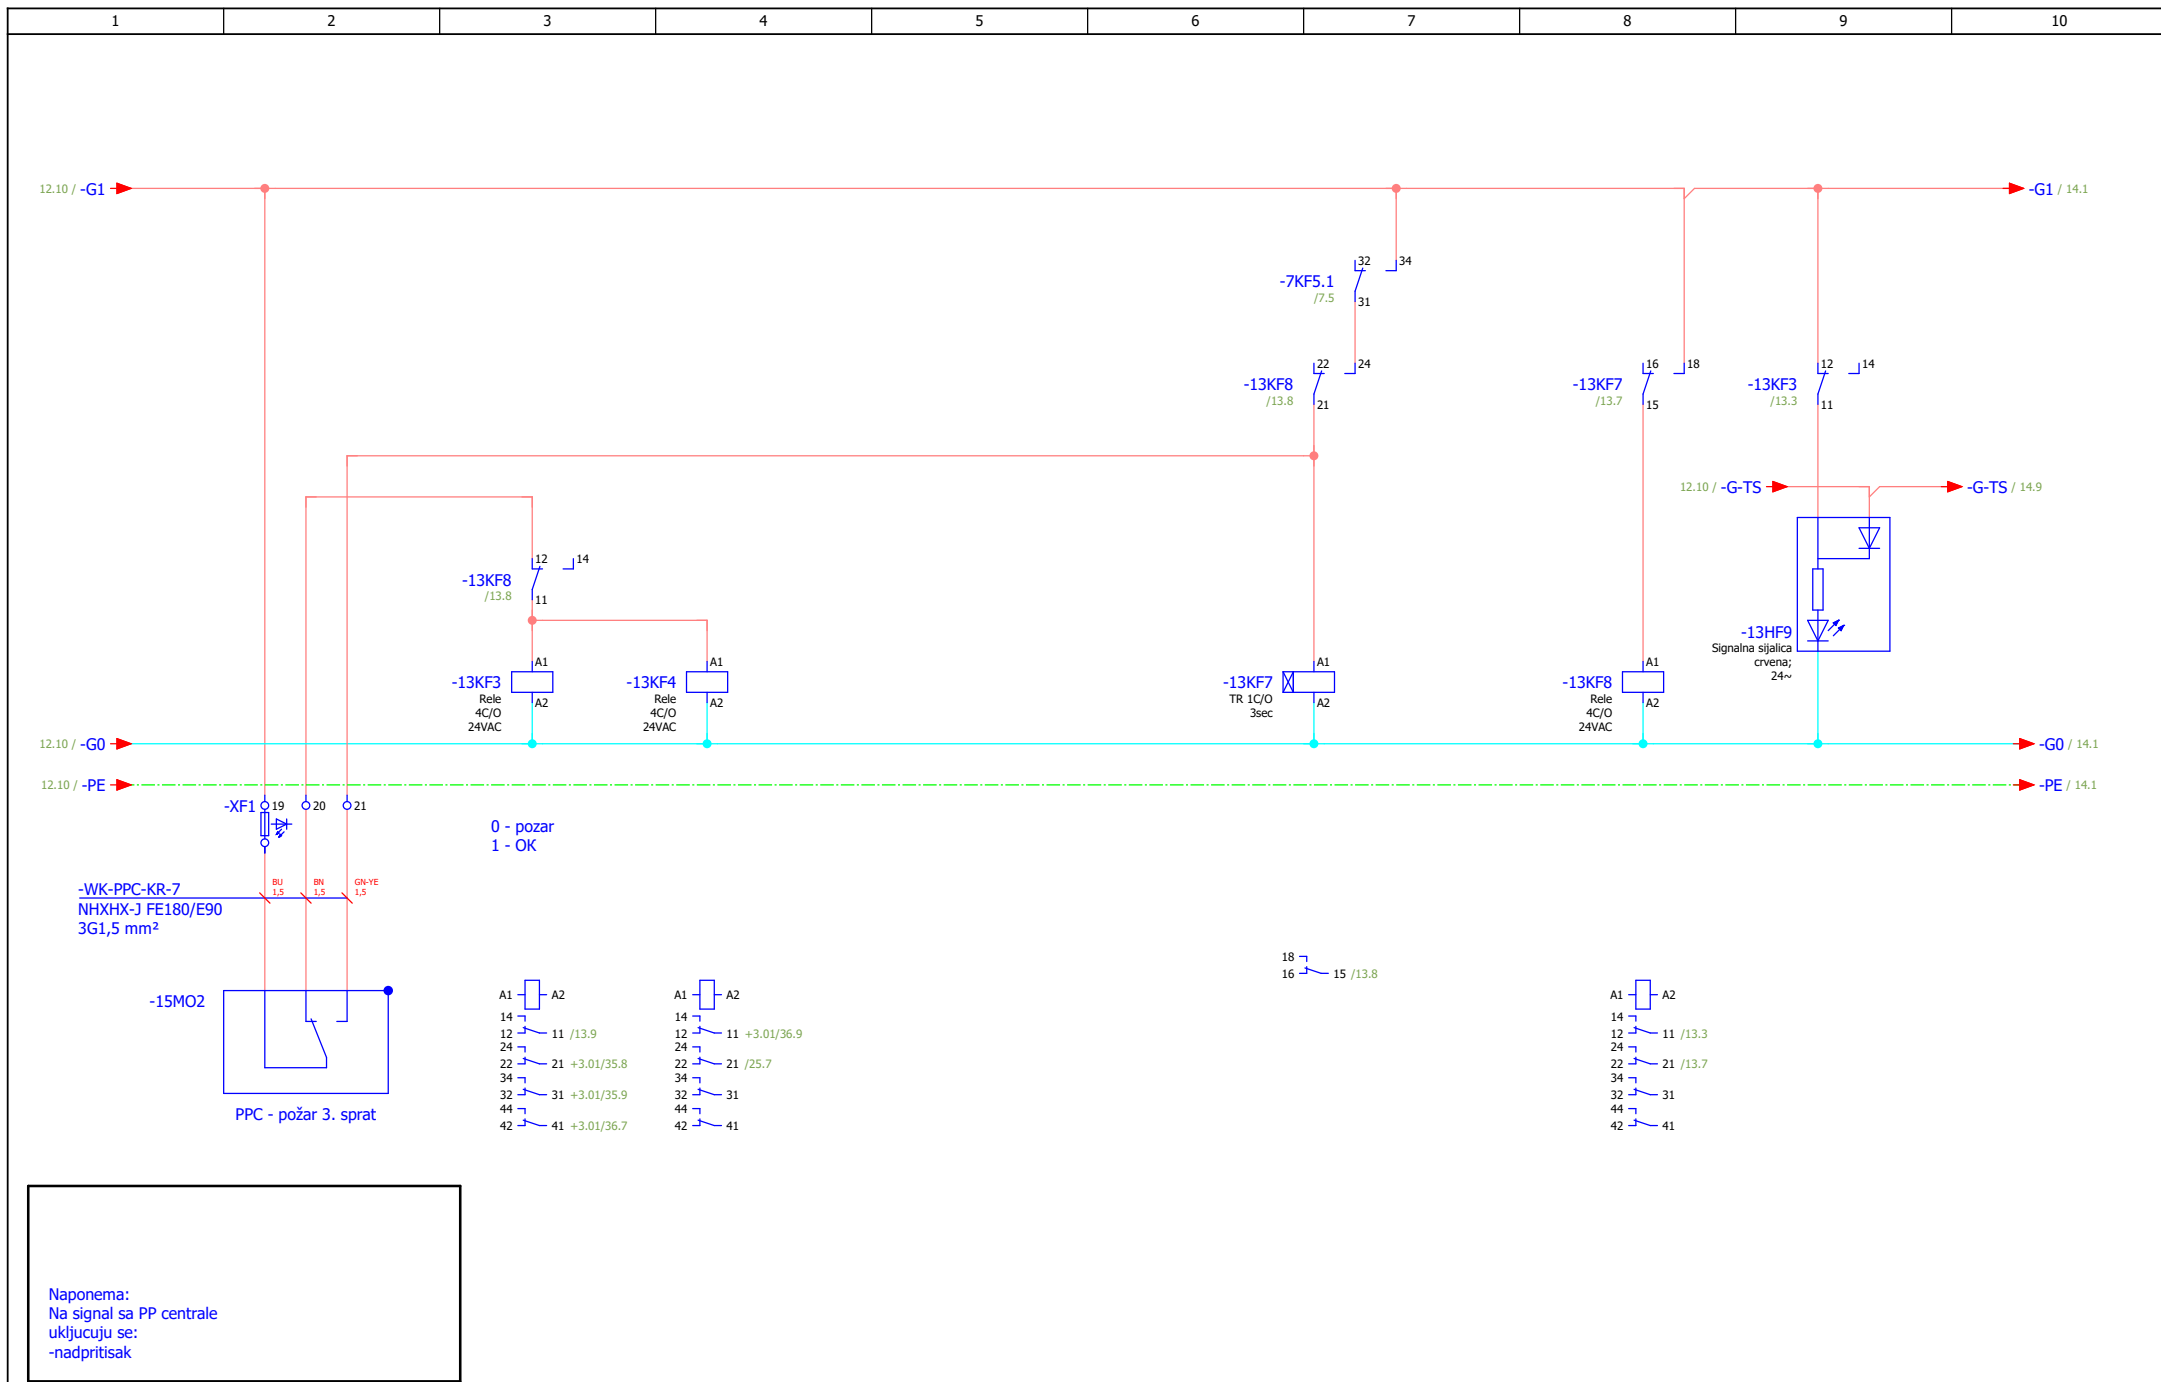 1 2 3 4 5 6 7 8 9 10
12.10 / -G1
-G1 / 14.1
32 34
-7KF5.1
/7.5
31
22 24
-13KF8
/13.8
21
16 18
-13KF7
/13.7
15
12 14
-13KF3
/13.3
11
12.10 / -G-TS
-G-TS / 14.9
12 14
-13KF8
/13.8
11
A1
-13KF3
Rele
4C/O
24VAC
A2
A1
-13KF4
Rele
4C/O
24VAC
A2
A1
-13KF7
TR 1C/O
3sec
A2
A1
-13KF8
Rele
4C/O
24VAC
A2
-13HF9
Signalna sijalica
crvena;
24~
12.10 / -G0
-G0 / 14.1
12.10 / -PE
-PE / 14.1
-XF1 19 20 21
0 - pozar
1 - OK
BU
1,5
BN
1,5
GN-YE
1,5
-WK-PPC-KR-7
NHXHX-J FE180/E90
3G1,5 mm²
-15MO2
PPC - požar 3. sprat
A1 A2
14
12 11 /13.9
24
22 21 +3.01/35.8
34
32 31 +3.01/35.9
44
42 41 +3.01/36.7
A1 A2
14
12 11 +3.01/36.9
24
22 21 /25.7
34
32 31
44
42 41
18
16 15 /13.8
A1 A2
14
12 11 /13.3
24
22 21 /13.7
34
32 31
44
42 41
Naponema:
Na signal sa PP centrale
ukljucuju se:
-nadpritisak